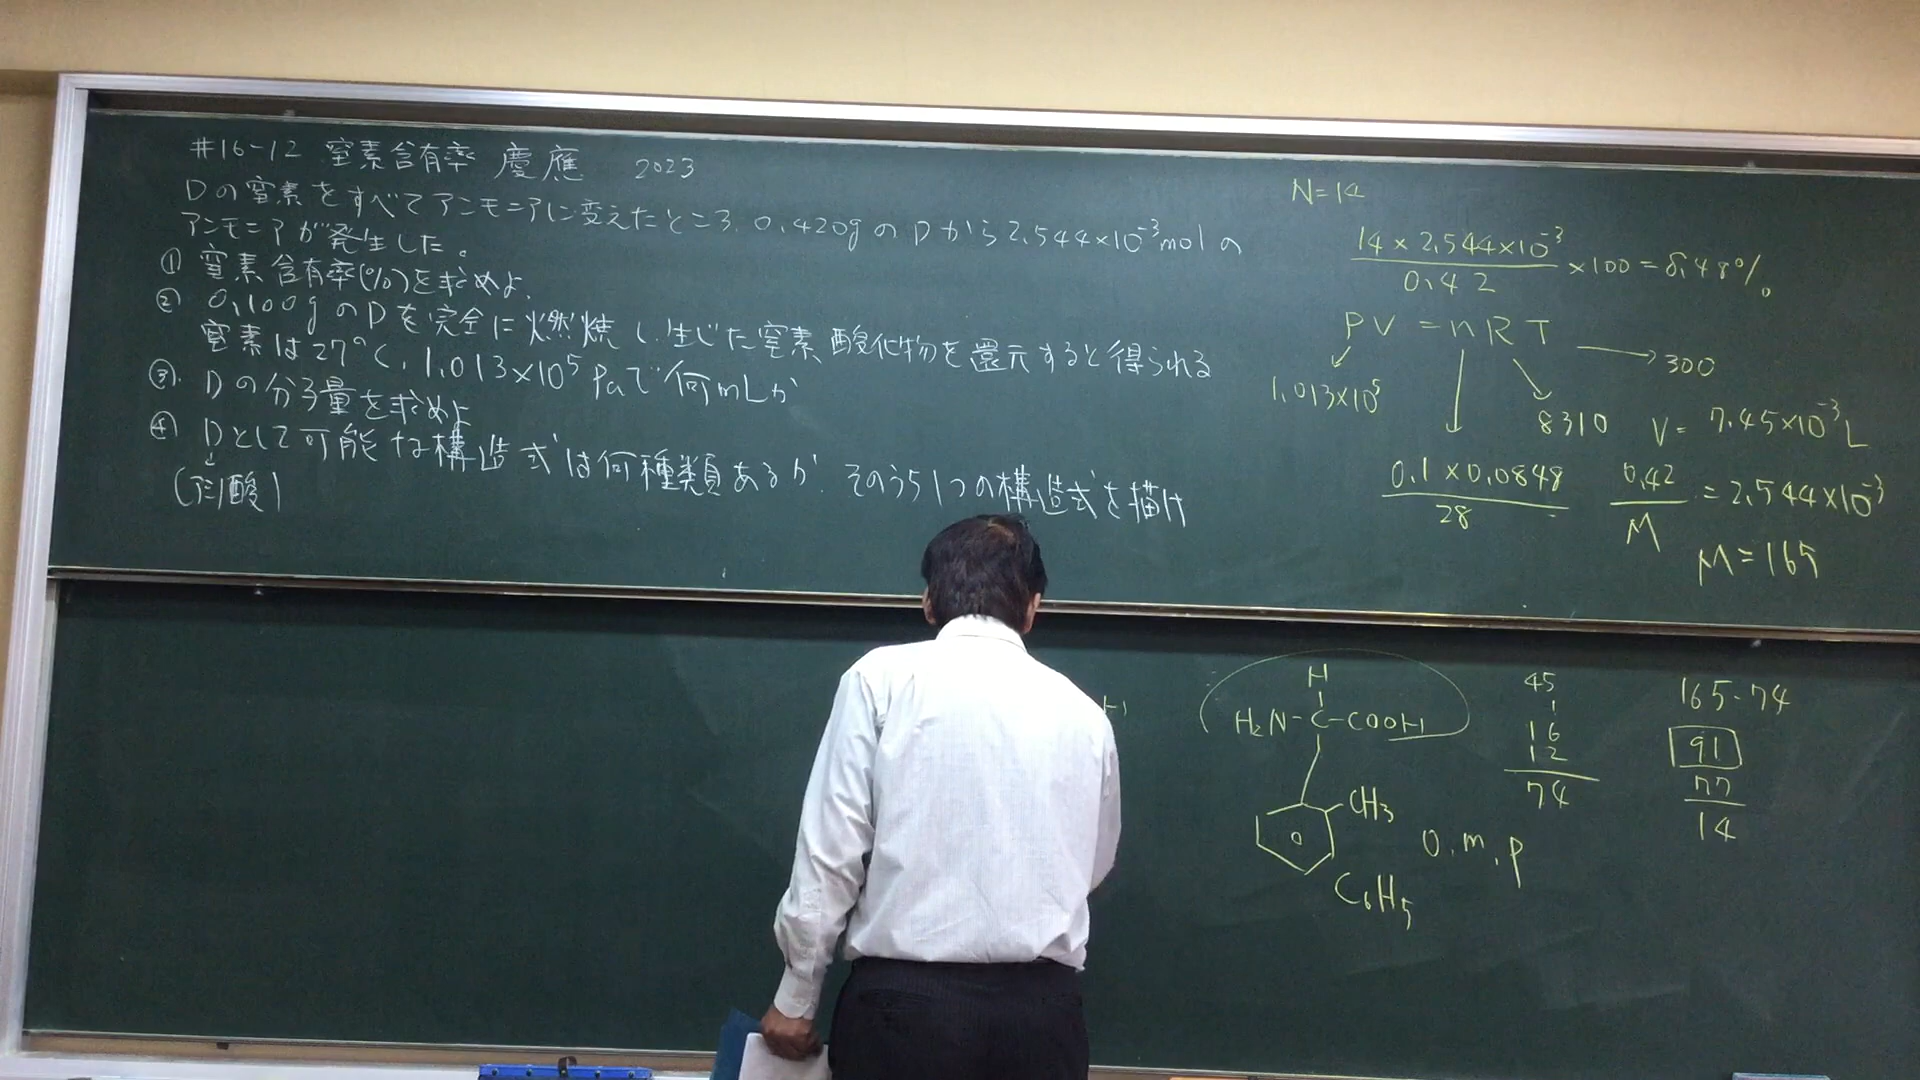 #16-12 窒素含有率 慶應 2023
Dの窒素をすべてアンモニアに変えたところ、0.420gのDから2.544×10⁻³molの
アンモニアが発生した。
① 窒素含有率(%)を求めよ.
② 0.100gのDを完全に燃焼し、生じた窒素酸化物を還元すると得られる
窒素は27°C, 1.013×10⁵Paで何mLか
③. Dの分子量を求めよ
④ Dとして可能な構造式は何種類あるか. そのうち1つの構造式を描け
(アミノ酸)
N=14
14×2.544×10⁻³
0.42
×100=8.48%
PV=nRT
300
1.013×10⁵
8310
V= 7.45×10⁻³L
0.1×0.0848
28
0.42
M
=2.544×10⁻³
M=165
H
H₂N-C-COOH
CH₃
O.m.p
C₆H₅
45
1
16
12
74
165-74
91
77
14